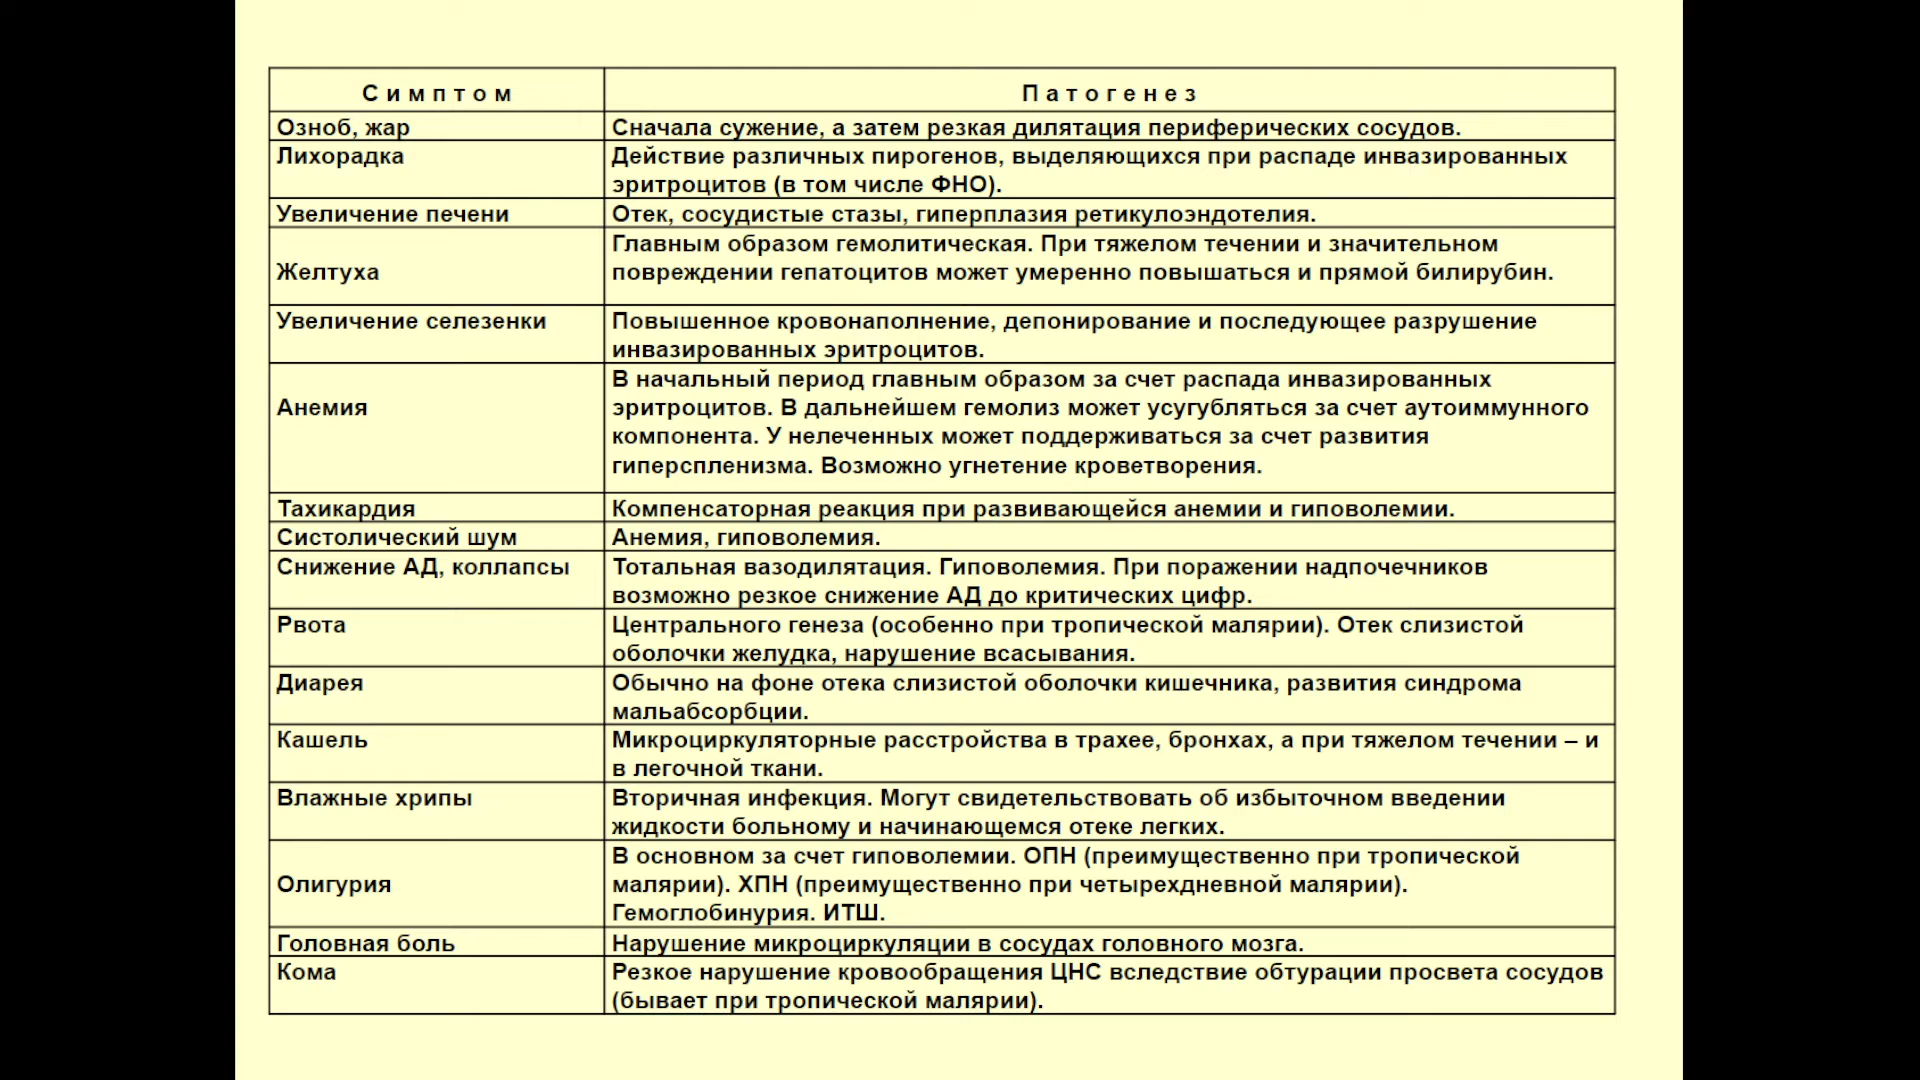 Симптом
Патогенез
Озноб, жар
Сначала сужение, а затем резкая дилятация периферических сосудов.
Лихорадка
Действие различных пирогенов, выделяющихся при распаде инвазированных
эритроцитов (в том числе ФНО).
Увеличение печени
Отек, сосудистые стазы, гиперплазия ретикулоэндотелия.
Желтуха
Главным образом гемолитическая. При тяжелом течении и значительном
повреждении гепатоцитов может умеренно повышаться и прямой билирубин.
Увеличение селезенки
Повышенное кровонаполнение, депонирование и последующее разрушение
инвазированных эритроцитов.
Анемия
В начальный период главным образом за счет распада инвазированных
эритроцитов. В дальнейшем гемолиз может усугубляться за счет аутоиммунного
компонента. У нелеченных может поддерживаться за счет развития
гиперспленизма. Возможно угнетение кроветворения.
Тахикардия
Компенсаторная реакция при развивающейся анемии и гиповолемии.
Систолический шум
Анемия, гиповолемия.
Снижение АД, коллапсы
Тотальная вазодилятация. Гиповолемия. При поражении надпочечников
возможно резкое снижение АД до критических цифр.
Рвота
Центрального генеза (особенно при тропической малярии). Отек слизистой
оболочки желудка, нарушение всасывания.
Диарея
Обычно на фоне отека слизистой оболочки кишечника, развития синдрома
мальабсорбции.
Кашель
Микроциркуляторные расстройства в трахее, бронхах, а при тяжелом течении – и
в легочной ткани.
Влажные хрипы
Вторичная инфекция. Могут свидетельствовать об избыточном введении
жидкости больному и начинающемся отеке легких.
Олигурия
В основном за счет гиповолемии. ОПН (преимущественно при тропической
малярии). ХПН (преимущественно при четырехдневной малярии).
Гемоглобинурия. ИТШ.
Головная боль
Нарушение микроциркуляции в сосудах головного мозга.
Кома
Резкое нарушение кровообращения ЦНС вследствие обтурации просвета сосудов
(бывает при тропической малярии).